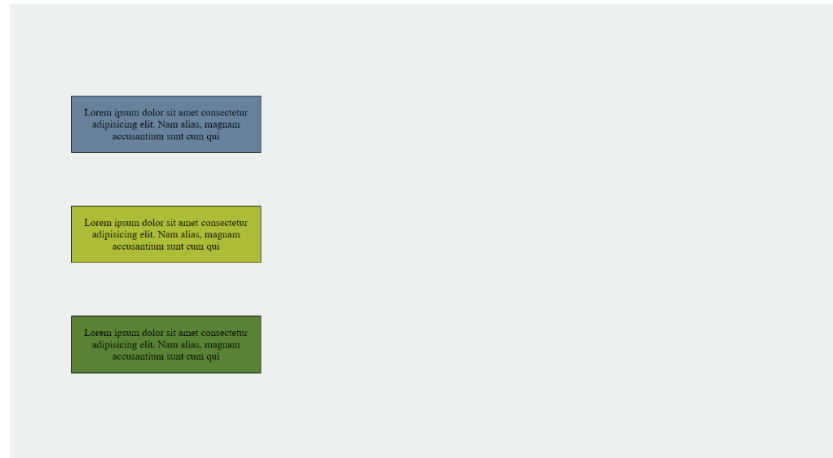 Lorem ipsum dolor sit amet consectetur
adipisicing elit. Nam alias, magnam
accusantium sunt cum qui
Lorem ipsum dolor sit amet consectetur
adipisicing elit. Nam alias, magnam
accusantium sunt cum qui
Lorem ipsum dolor sit amet consectetur
adipisicing elit. Nam alias, magnam
accusantium sunt cum qui